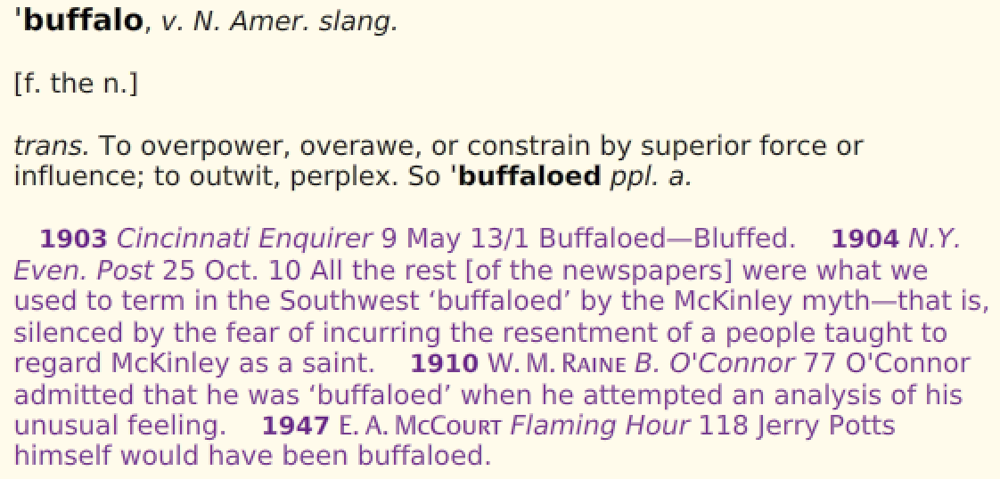 ˈbuffalo, v. N. Amer. slang.
[f. the n.]
trans. To overpower, overawe, or constrain by superior force or
influence; to outwit, perplex. So ˈbuffaloed ppl. a.
1903 Cincinnati Enquirer 9 May 13/1 Buffaloed—Bluffed. 1904 N.Y.
Even. Post 25 Oct. 10 All the rest [of the newspapers] were what we
used to term in the Southwest ‘buffaloed’ by the McKinley myth—that is,
silenced by the fear of incurring the resentment of a people taught to
regard McKinley as a saint. 1910 W. M. Raine B. O'Connor 77 O'Connor
admitted that he was ‘buffaloed’ when he attempted an analysis of his
unusual feeling. 1947 E. A. McCourt Flaming Hour 118 Jerry Potts
himself would have been buffaloed.